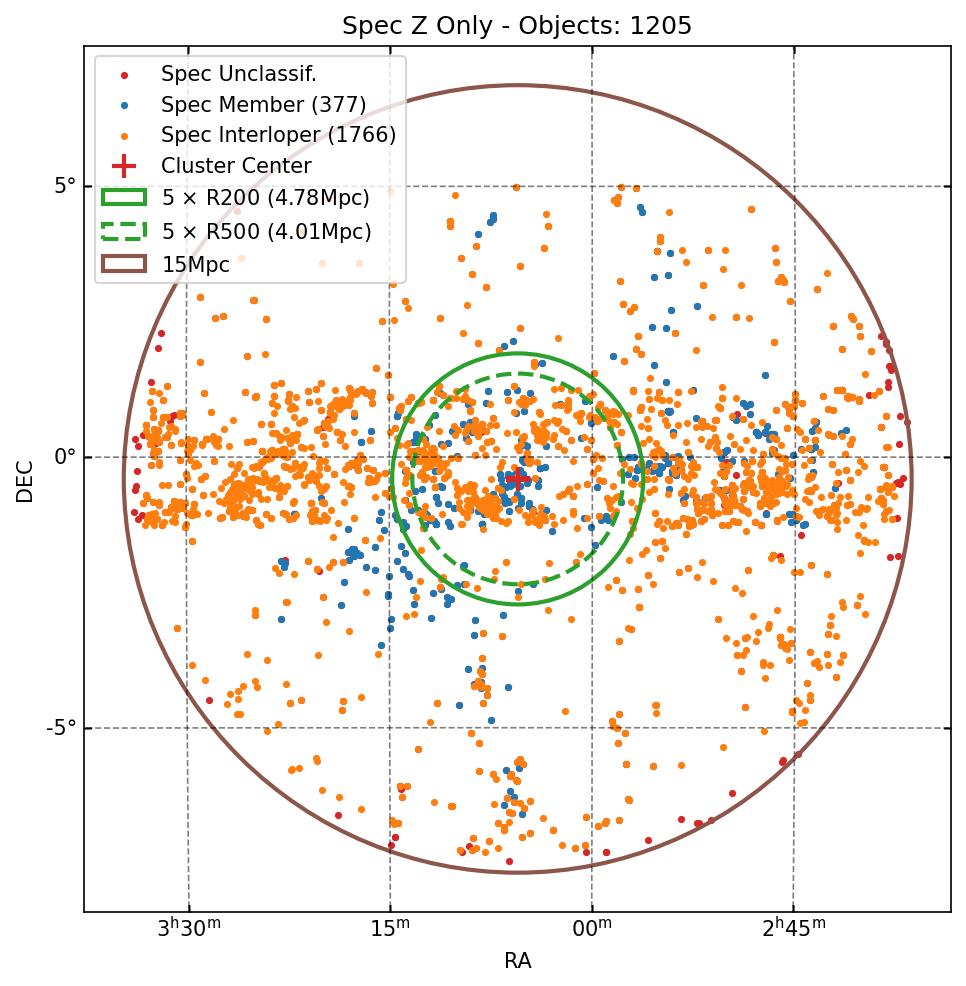 Spec Z Only - Objects: 1205
Spec Unclassif.
Spec Member (377)
Spec Interloper (1766)
Cluster Center
5 × R200 (4.78Mpc)
5 × R500 (4.01Mpc)
15Mpc
5°
0°
-5°
DEC
3ʰ30ᵐ
15ᵐ
00ᵐ
2ʰ45ᵐ
RA